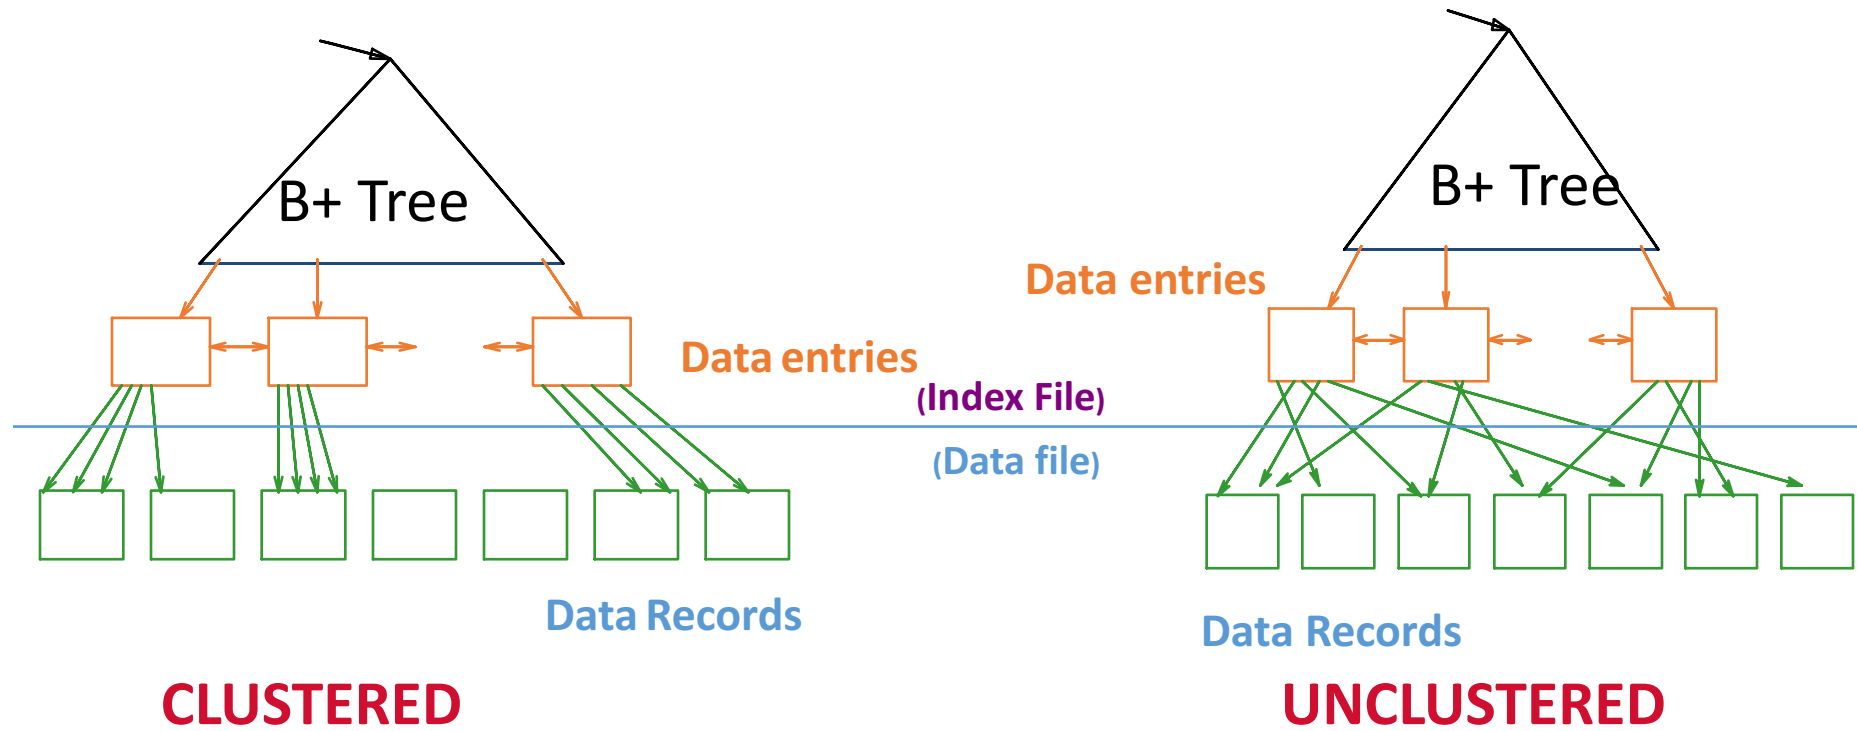 B+ Tree
B+ Tree
Data entries
Data entries
(Index File)
(Data file)
Data Records
Data Records
CLUSTERED
UNCLUSTERED